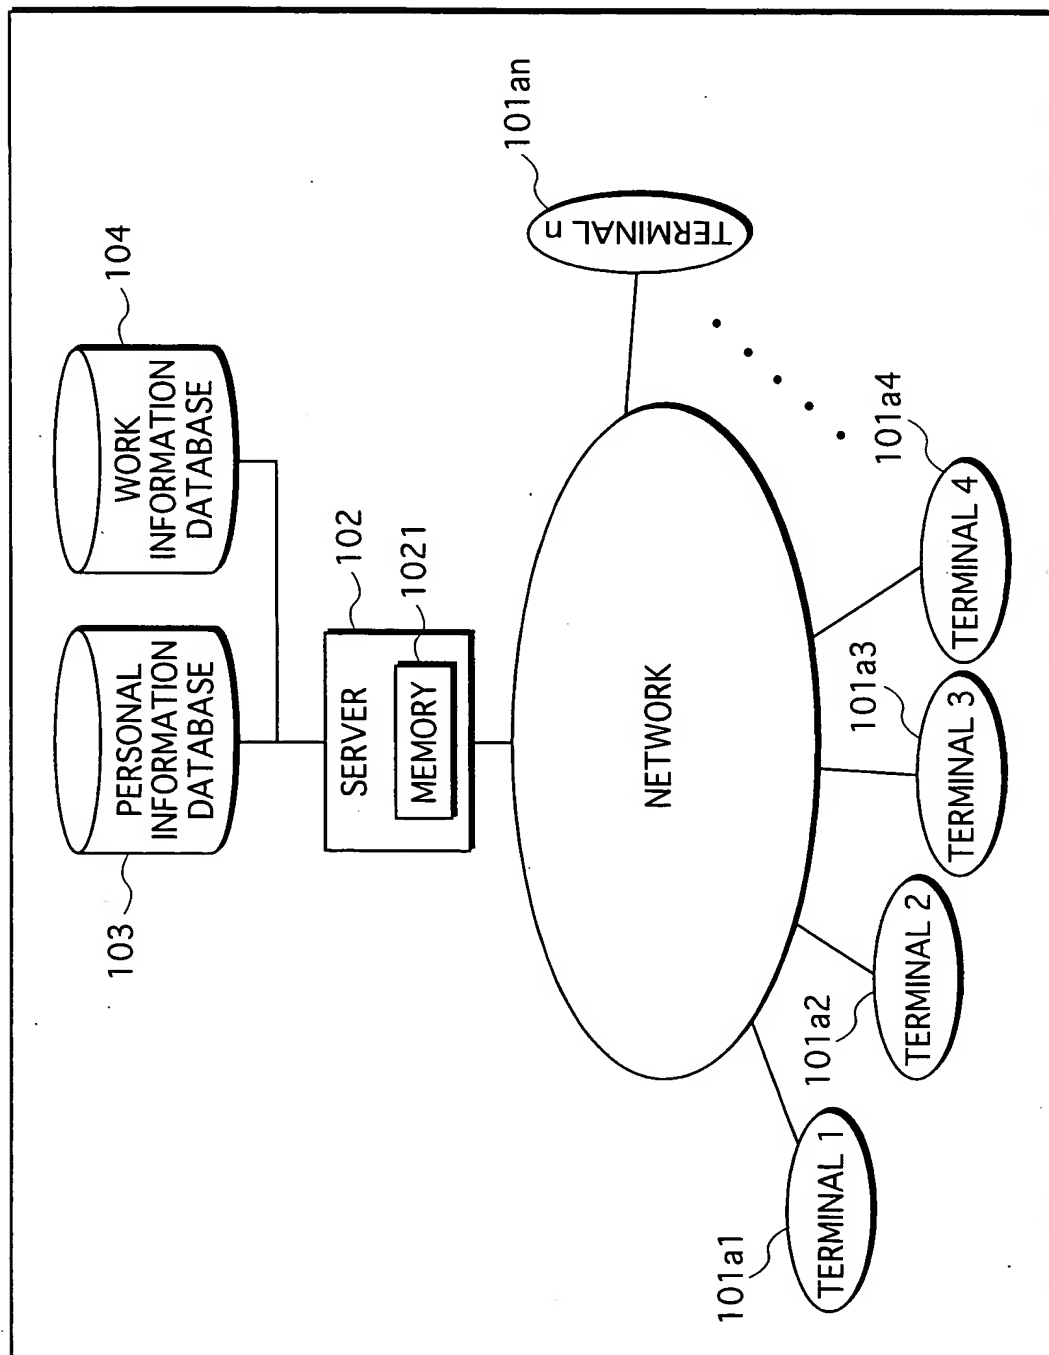 103
PERSONAL
INFORMATION
DATABASE
WORK
INFORMATION
DATABASE
104
SERVER
102
MEMORY
1021
NETWORK
101a1
TERMINAL 1
101a2
TERMINAL 2
101a3
TERMINAL 3
101a4
TERMINAL 4
101an
TERMINAL n